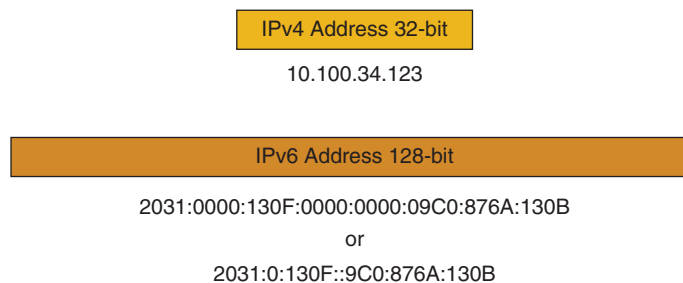 IPv4 Address 32-bit
10.100.34.123
IPv6 Address 128-bit
2031:0000:130F:0000:0000:09C0:876A:130B
or
2031:0:130F::9C0:876A:130B